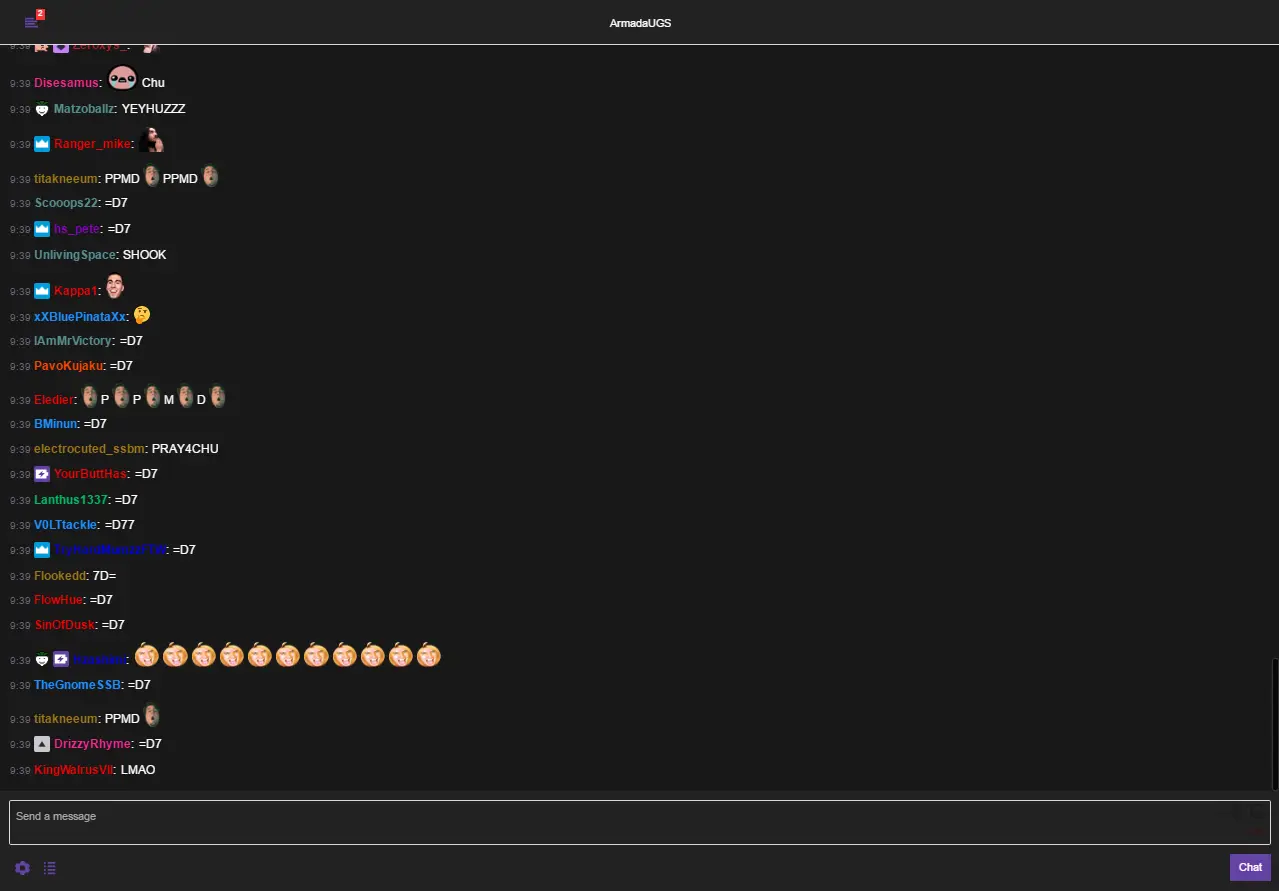 2
ArmadaUGS
9:39 Zeroxys_:
9:39 Disesamus: Chu
9:39 Matzoballz: YEYHUZZZ
9:39 Ranger_mike:
9:39 titakneeum: PPMD PPMD
9:39 Scooops22: =D7
9:39 hs_pete: =D7
9:39 UnlivingSpace: SHOOK
9:39 Kappa1:
9:39 xXBluePinataXx:
9:39 IAmMrVictory: =D7
9:39 PavoKujaku: =D7
9:39 Eledier: P P M D
9:39 BMinun: =D7
9:39 electrocuted_ssbm: PRAY4CHU
9:39 YourButtHas: =D7
9:39 Lanthus1337: =D7
9:39 V0LTtackle: =D77
9:39 : =D7
9:39 Flookedd: 7D=
9:39 FlowHue: =D7
9:39 SinOfDusk: =D7
9:39 :
9:39 TheGnomeSSB: =D7
9:39 titakneeum: PPMD
9:39 DrizzyRhyme: =D7
9:39 KingWalrusVII: LMAO
Send a message
Chat